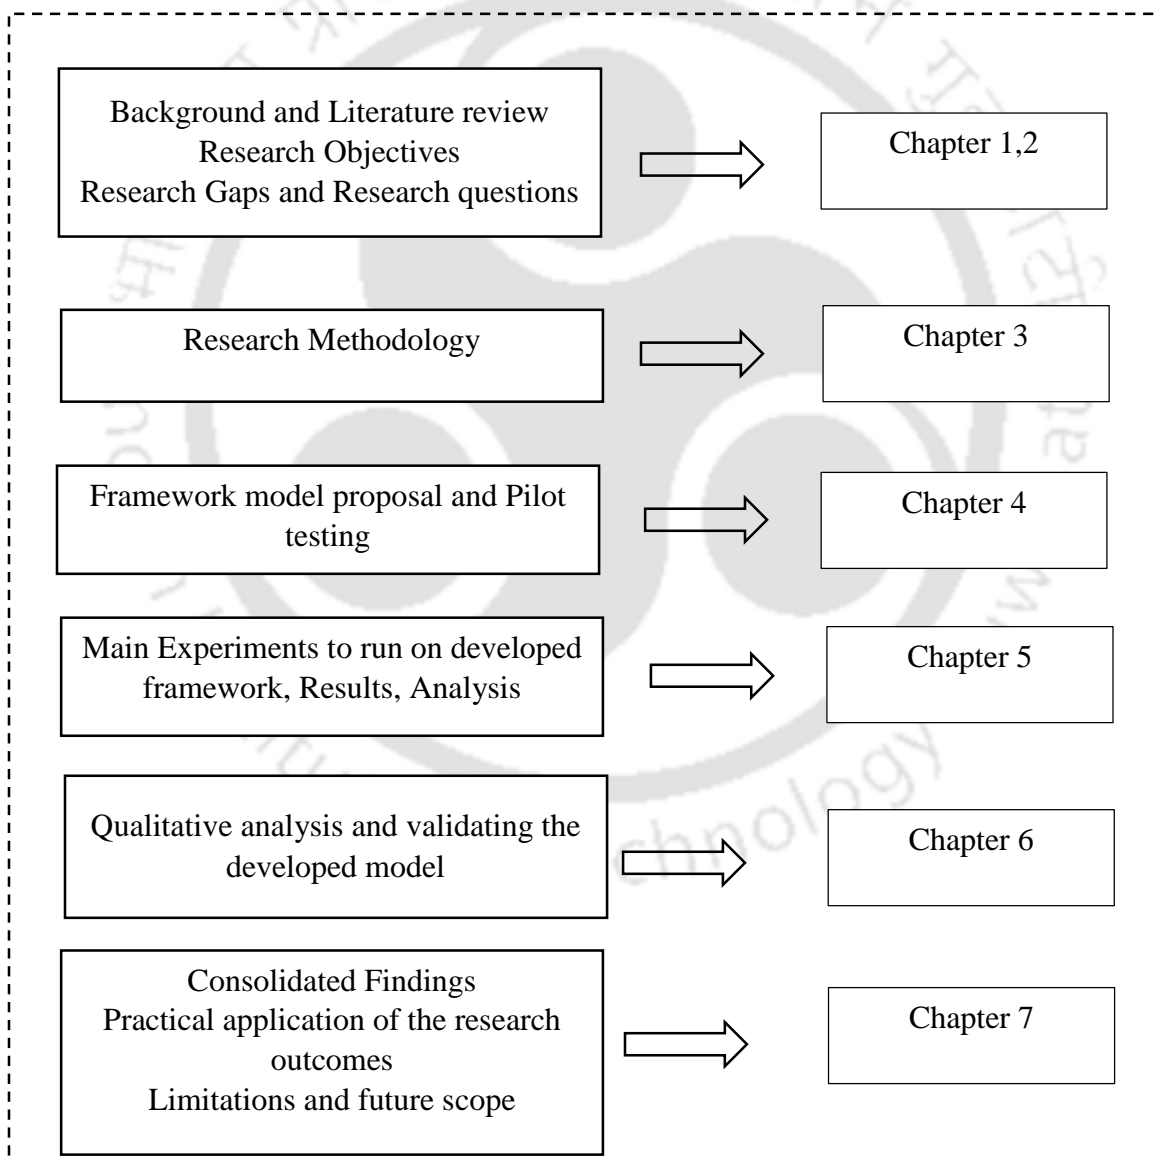 Background and Literature review
Research Objectives
Research Gaps and Research questions
Chapter 1,2
Research Methodology
Chapter 3
Framework model proposal and Pilot
testing
Chapter 4
Main Experiments to run on developed
framework, Results, Analysis
Chapter 5
Qualitative analysis and validating the
developed model
Chapter 6
Consolidated Findings
Practical application of the research
outcomes
Limitations and future scope
Chapter 7